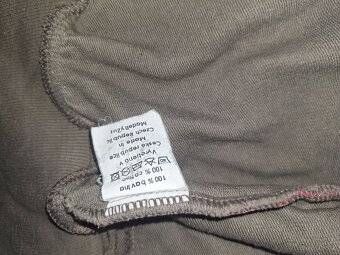 100 % bavlna
100 % cotton
Vyrobeno v
České republice
Made in
Czech Republic